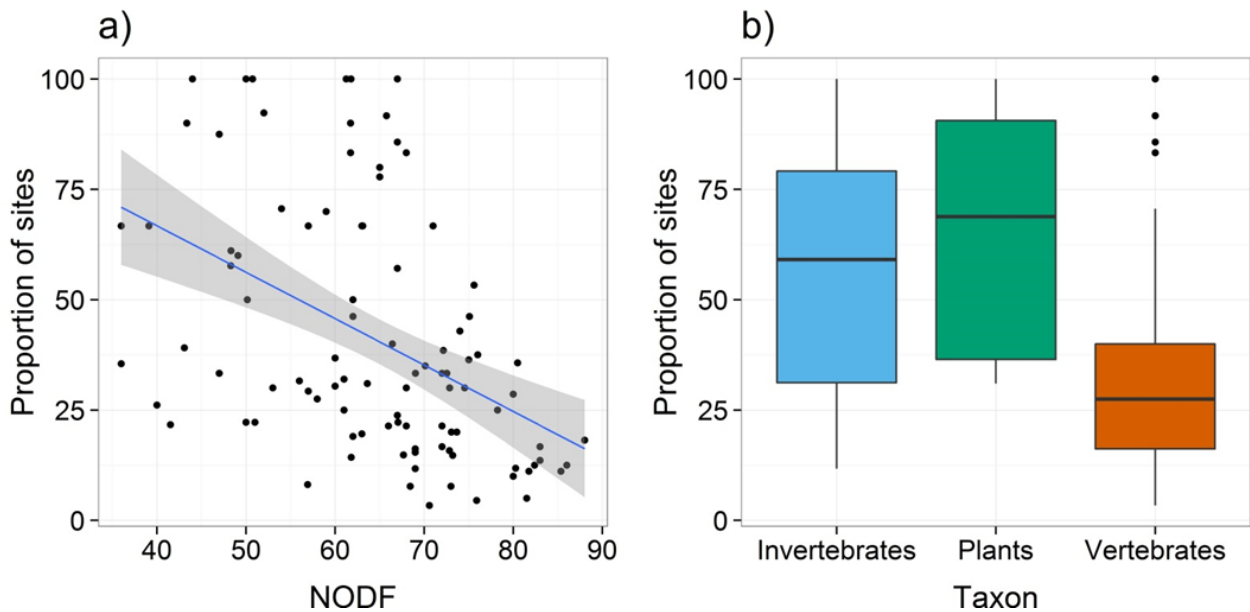 a)
Proportion of sites
100
75
50
25
0
40 50 60 70 80 90
NODF
b)
Proportion of sites
100
75
50
25
0
Invertebrates Plants Vertebrates
Taxon